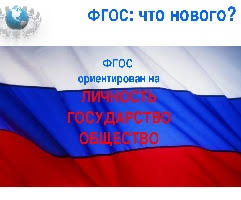 ФГОС: что нового?
ФГОС
ориентирован на
ЛИЧНОСТЬ
ГОСУДАРСТВО
ОБЩЕСТВО